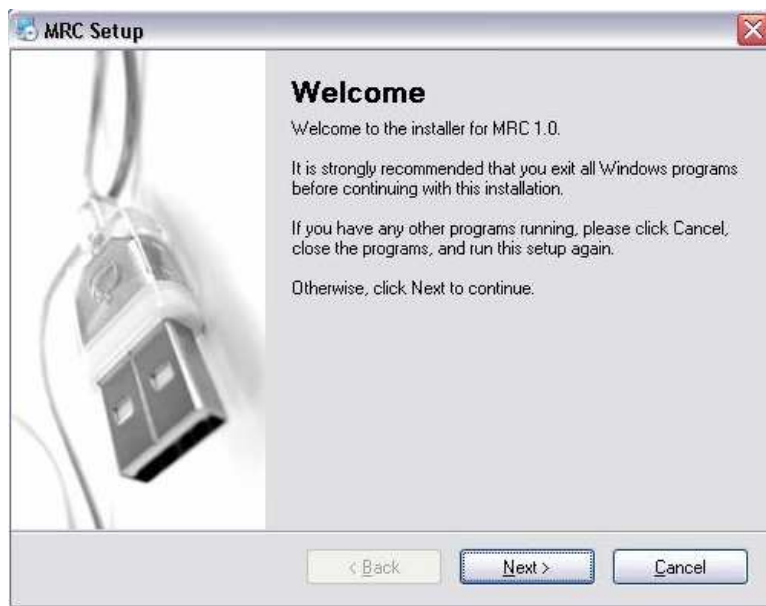 MRC Setup
Welcome
Welcome to the installer for MRC 1.0.
It is strongly recommended that you exit all Windows programs
before continuing with this installation.
If you have any other programs running, please click Cancel,
close the programs, and run this setup again.
Otherwise, click Next to continue.
< Back
Next >
Cancel